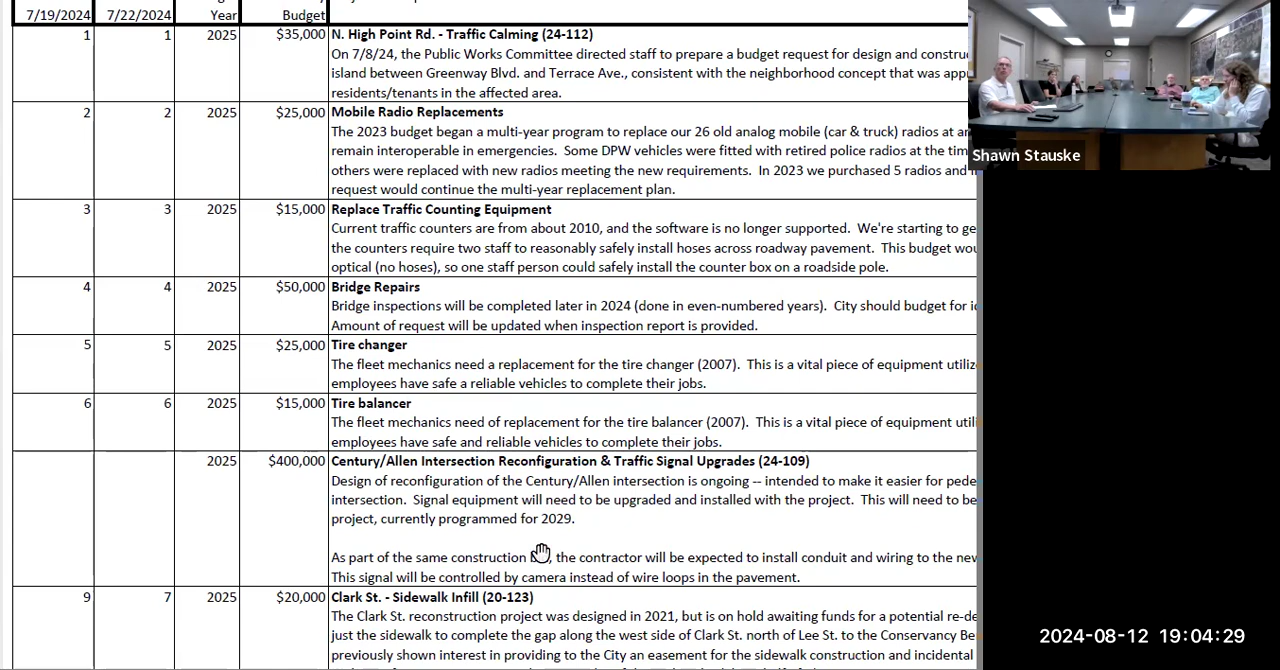 7/19/2024 7/22/2024 Year Budget
1 1 2025 $35,000 N. High Point Rd. - Traffic Calming (24-112)
On 7/8/24, the Public Works Committee directed staff to prepare a budget request for design and constru
island between Greenway Blvd. and Terrace Ave., consistent with the neighborhood concept that was app
residents/tenants in the affected area.
2 2 2025 $25,000 Mobile Radio Replacements
The 2023 budget began a multi-year program to replace our 26 old analog mobile (car & truck) radios at an
remain interoperable in emergencies. Some DPW vehicles were fitted with retired police radios at the tim
others were replaced with new radios meeting the new requirements. In 2023 we purchased 5 radios and
request would continue the multi-year replacement plan.
3 3 2025 $15,000 Replace Traffic Counting Equipment
Current traffic counters are from about 2010, and the software is no longer supported. We're starting to ge
the counters require two staff to reasonably safely install hoses across roadway pavement. This budget wou
optical (no hoses), so one staff person could safely install the counter box on a roadside pole.
4 4 2025 $50,000 Bridge Repairs
Bridge inspections will be completed later in 2024 (done in even-numbered years). City should budget for
Amount of request will be updated when inspection report is provided.
5 5 2025 $25,000 Tire changer
The fleet mechanics need a replacement for the tire changer (2007). This is a vital piece of equipment utiliz
employees have safe a reliable vehicles to complete their jobs.
6 6 2025 $15,000 Tire balancer
The fleet mechanics need of replacement for the tire balancer (2007). This is a vital piece of equipment util
employees have safe and reliable vehicles to complete their jobs.
2025 $400,000 Century/Allen Intersection Reconfiguration & Traffic Signal Upgrades (24-109)
Design of reconfiguration of the Century/Allen intersection is ongoing -- intended to make it easier for pede
intersection. Signal equipment will need to be upgraded and installed with the project. This will need to be
project, currently programmed for 2029.
As part of the same construction , the contractor will be expected to install conduit and wiring to the new
This signal will be controlled by camera instead of wire loops in the pavement.
9 7 2025 $20,000 Clark St. - Sidewalk Infill (20-123)
The Clark St. reconstruction project was designed in 2021, but is on hold awaiting funds for a potential re-de
just the sidewalk to complete the gap along the west side of Clark St. north of Lee St. to the Conservancy Be
previously shown interest in providing to the City an easement for the sidewalk construction and incidental
Shawn Stauske
2024-08-12 19:04:29